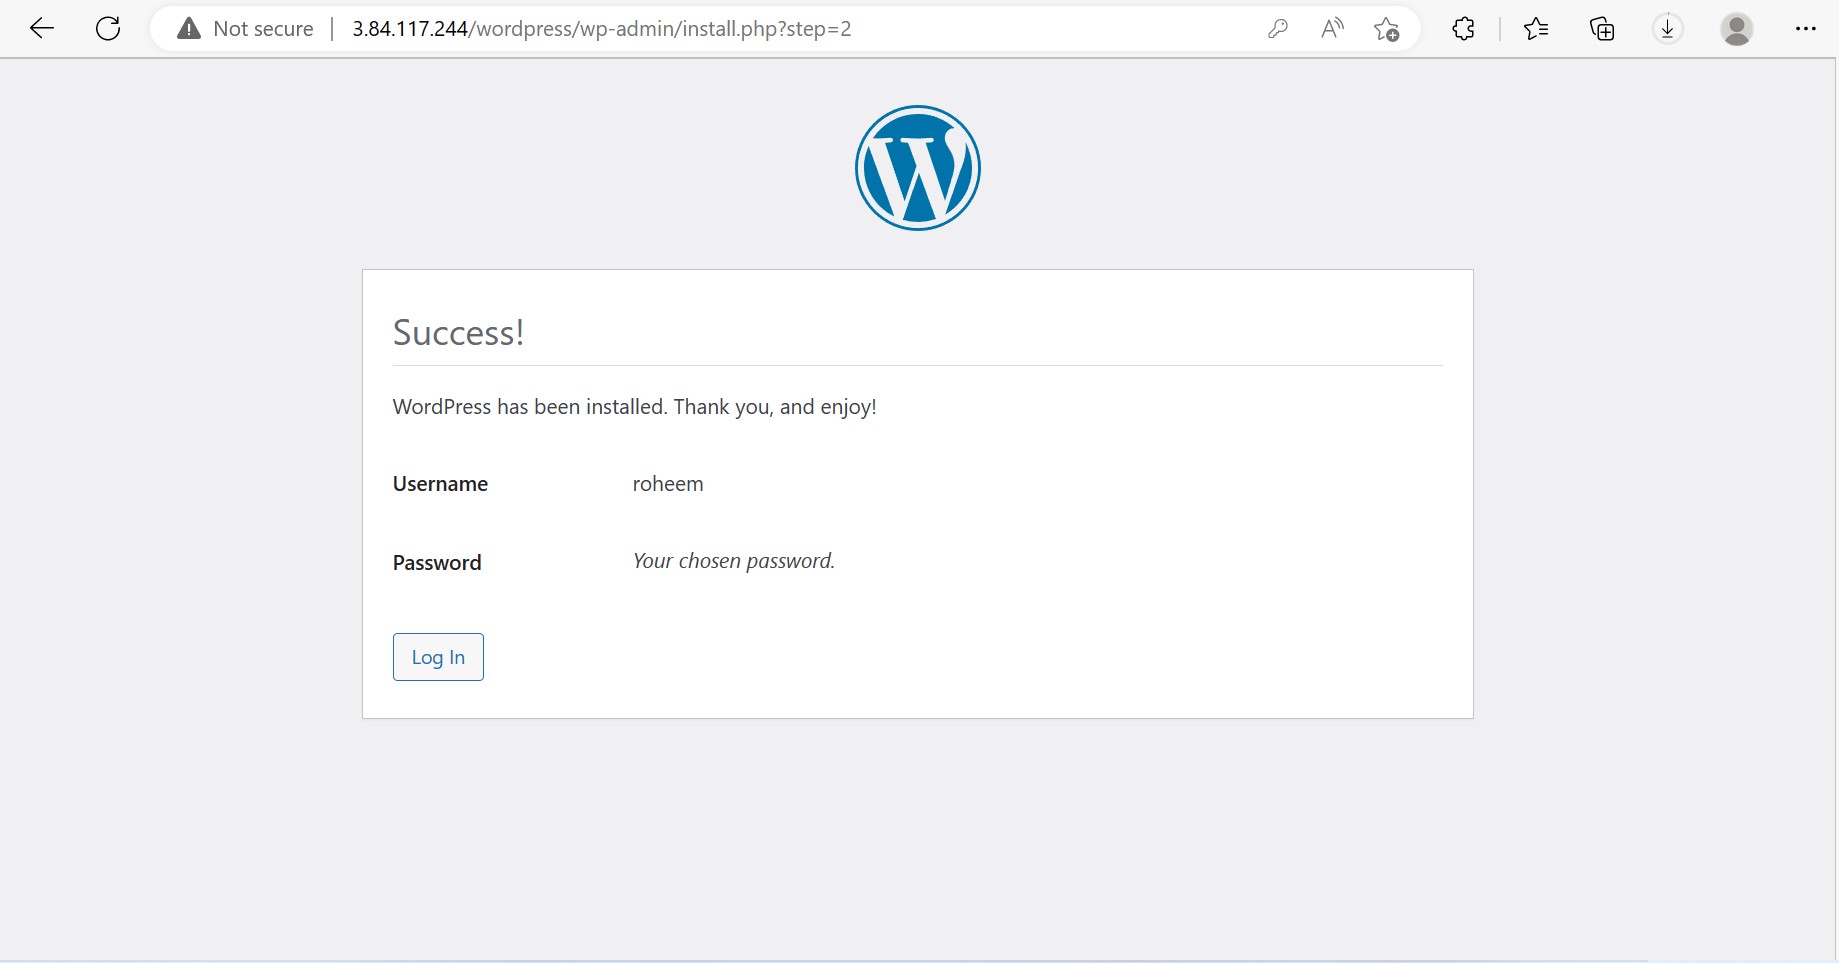 Not secure | 3.84.117.244/wordpress/wp-admin/install.php?step=2
Success!
WordPress has been installed. Thank you, and enjoy!
Username roheem
Password Your chosen password.
Log In